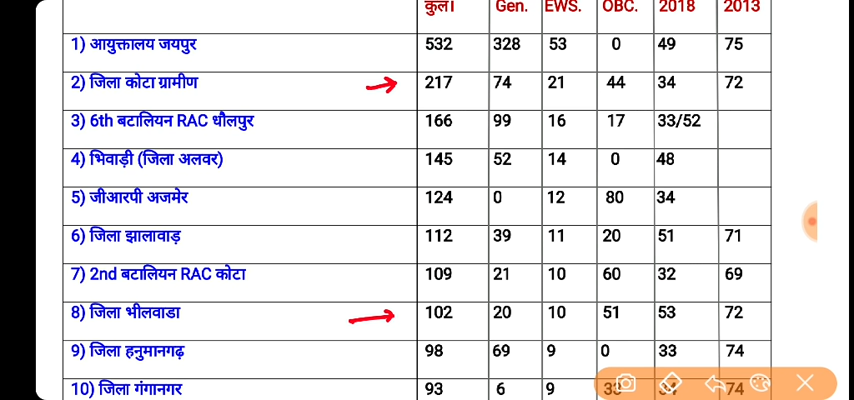 कुल। Gen. EWS. OBC. 2018 2013
1) आयुक्तालय जयपुर 532 328 53 0 49 75
2) जिला कोटा ग्रामीण 217 74 21 44 34 72
3) 6th बटालियन RAC धौलपुर 166 99 16 17 33/52
4) भिवाड़ी (जिला अलवर) 145 52 14 0 48
5) जीआरपी अजमेर 124 0 12 80 34
6) जिला झालावाड़ 112 39 11 20 51 71
7) 2nd बटालियन RAC कोटा 109 21 10 60 32 69
8) जिला भीलवाडा 102 20 10 51 53 72
9) जिला हनुमानगढ़ 98 69 9 0 33 74
10) जिला गंगानगर 93 6 9 74